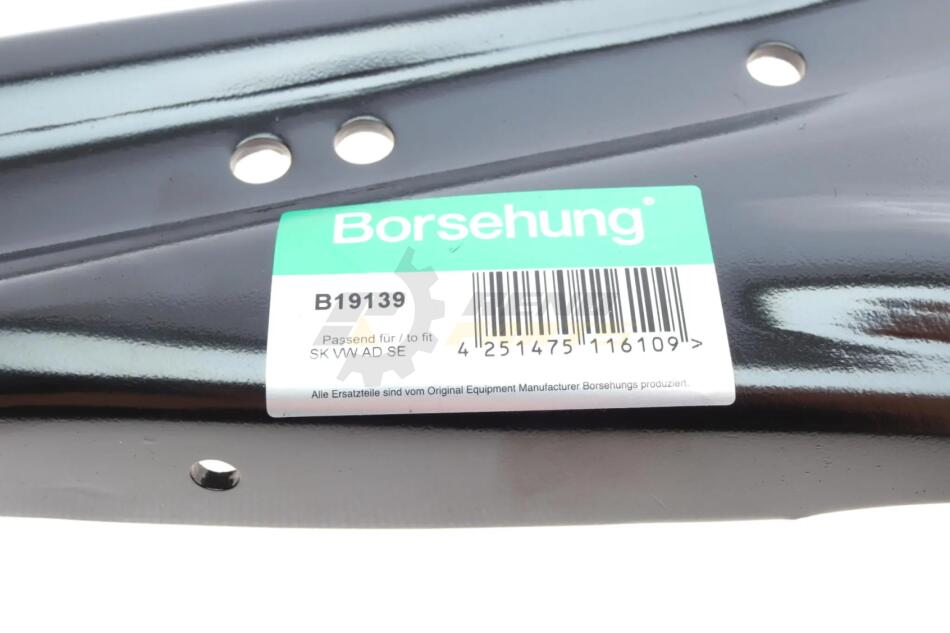 Borsehung®
B19139
Passend für / to fit
SK VW AD SE
4 251475 116109 >
Alle Ersatzteile sind vom Original Equipment Manufacturer Borsehungs produziert.